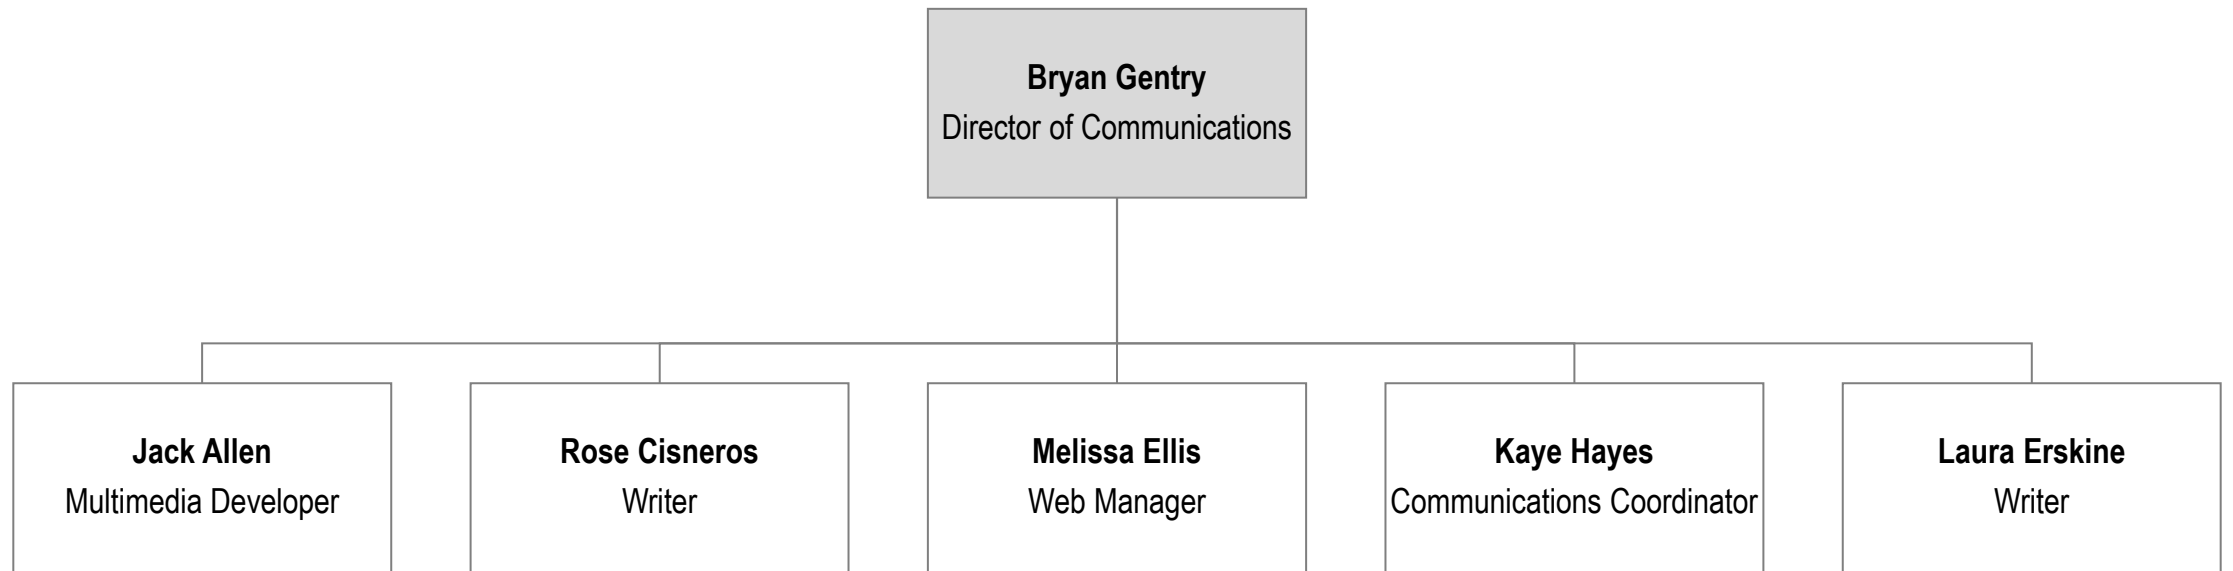 Bryan Gentry
Director of Communications
Jack Allen
Multimedia Developer
Rose Cisneros
Writer
Melissa Ellis
Web Manager
Kaye Hayes
Communications Coordinator
Laura Erskine
Writer